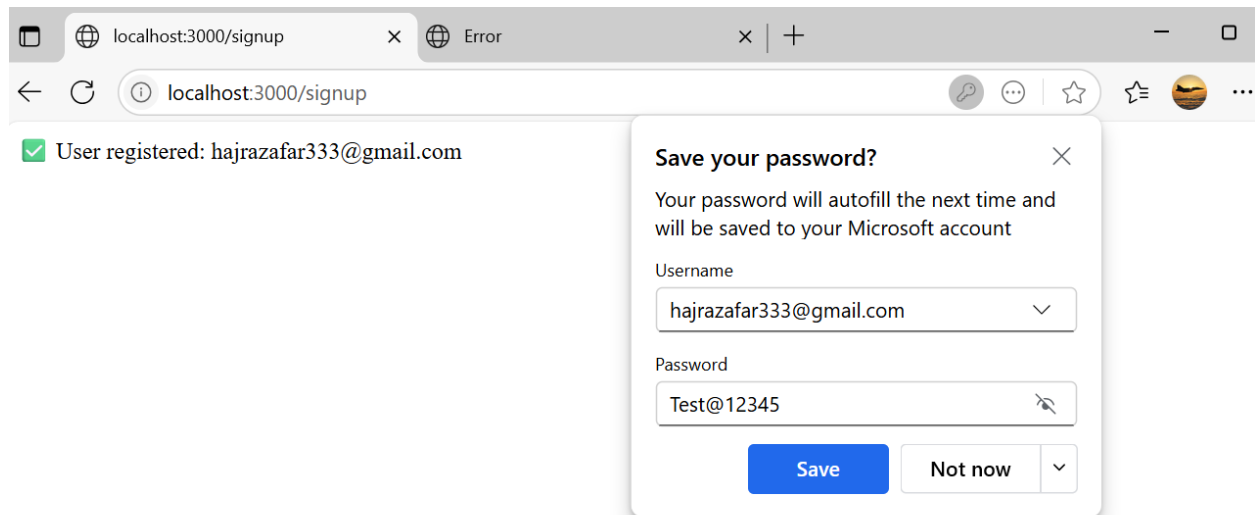 localhost:3000/signup
Error
localhost:3000/signup
✅ User registered: hajrazafar333@gmail.com
Save your password?
Your password will autofill the next time and
will be saved to your Microsoft account
Username
hajrazafar333@gmail.com
Password
Test@12345
Save
Not now